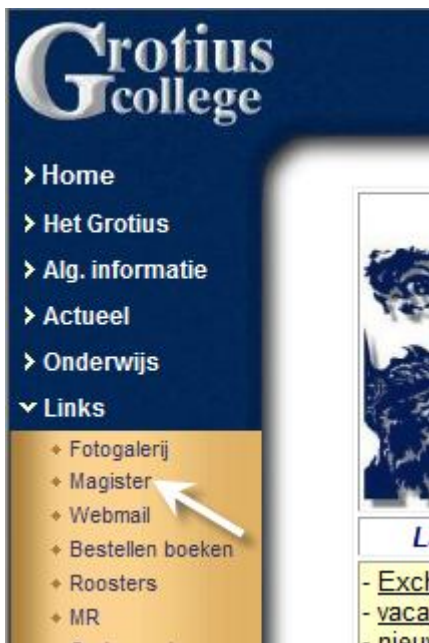 Grotius
college
Home
Het Grotius
Alg. informatie
Actueel
Onderwijs
Links
Fotogalerij
Magister
Webmail
Bestellen boeken
Roosters
MR
L
- Exch
- vaca